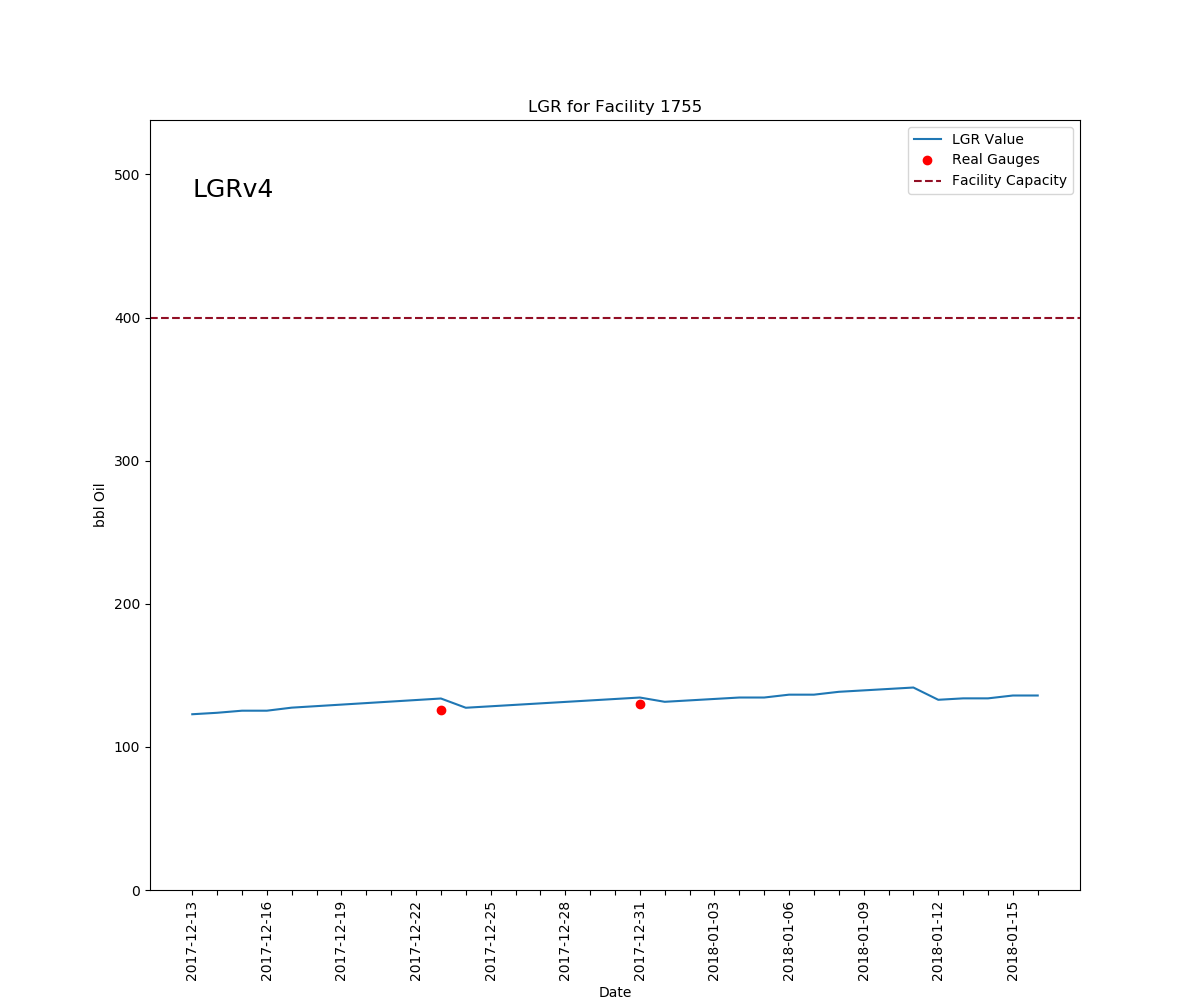 LGR for Facility 1755
LGRv4
LGR Value
Real Gauges
Facility Capacity
500
400
300
200
100
0
bbl Oil
2017-12-13
2017-12-16
2017-12-19
2017-12-22
2017-12-25
2017-12-28
2017-12-31
2018-01-03
2018-01-06
2018-01-09
2018-01-12
2018-01-15
Date